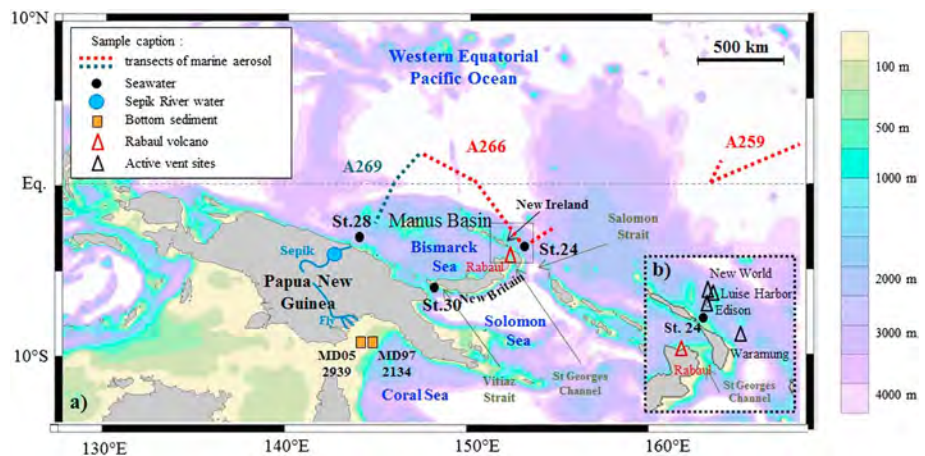 10°N
Eq.
10°S
130°E
140°E
150°E
160°E
Sample caption :
transects of marine aerosol
Seawater
Sepik River water
Bottom sediment
Rabaul volcano
Active vent sites
Western Equatorial
Pacific Ocean
500 km
A269
A266
A259
St.28
Manus Basin
New Ireland
Salomon
Strait
St.24
Sepik
Bismarck
Sea
Rabaul
Papua New
Guinea
New Britain
St.30
Fly
Solomon
Sea
MD05
2939
MD97
2134
Vitiaz
Strait
St Georges
Channel
Coral Sea
a)
b)
New World
Luise Harbor
Edison
St. 24
Waramung
Rabaul
St Georges
Channel
100 m
500 m
1000 m
2000 m
3000 m
4000 m